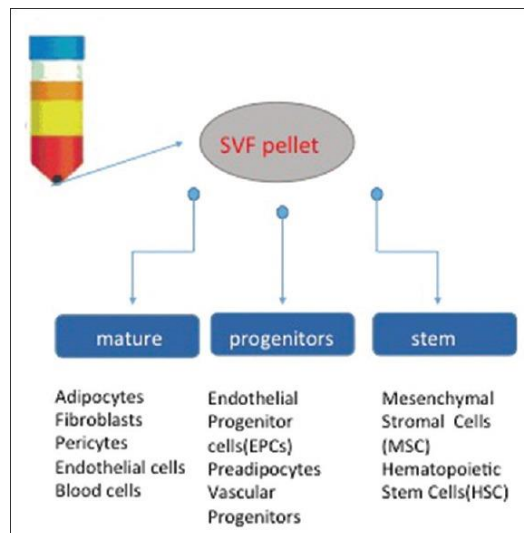 SVF pellet
mature
progenitors
stem
Adipocytes
Fibroblasts
Pericytes
Endothelial cells
Blood cells
Endothelial
Progenitor
cells(EPCs)
Preadipocytes
Vascular
Progenitors
Mesenchymal
Stromal Cells
(MSC)
Hematopoietic
Stem Cells(HSC)